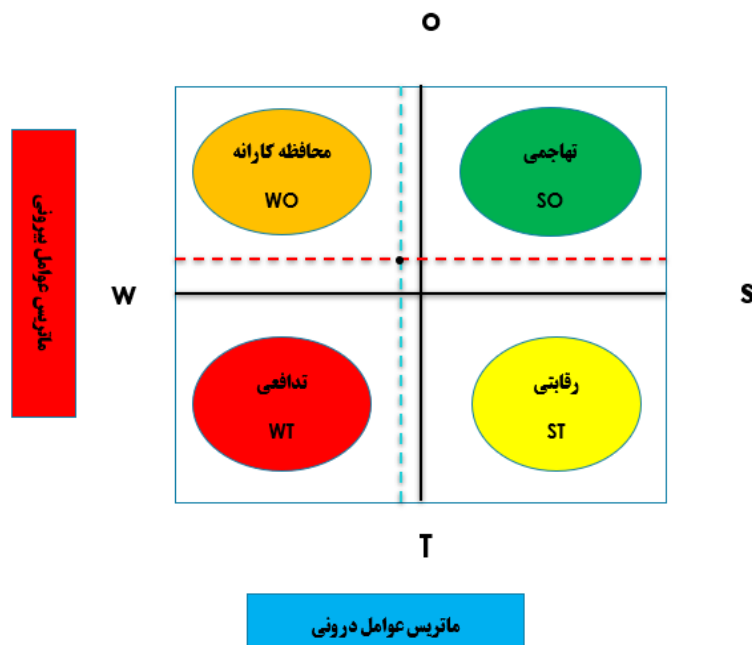 O
محافظه کارانه
WO
تهاجمی
SO
ماتریس عوامل بیرونی
W
S
تدافعی
WT
رقابتی
ST
T
ماتریس عوامل درونی